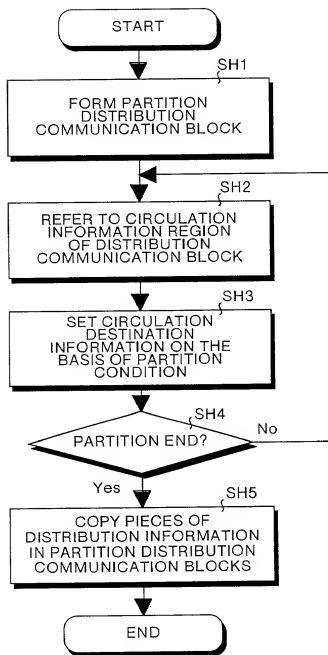 START
SH1
FORM PARTITION
DISTRIBUTION
COMMUNICATION BLOCK
SH2
REFER TO CIRCULATION
INFORMATION REGION
OF DISTRIBUTION
COMMUNICATION BLOCK
SH3
SET CIRCULATION
DESTINATION
INFORMATION ON THE
BASIS OF PARTITION
CONDITION
SH4
PARTITION END?
No
Yes
SH5
COPY PIECES OF
DISTRIBUTION INFORMATION
IN PARTITION DISTRIBUTION
COMMUNICATION BLOCKS
END